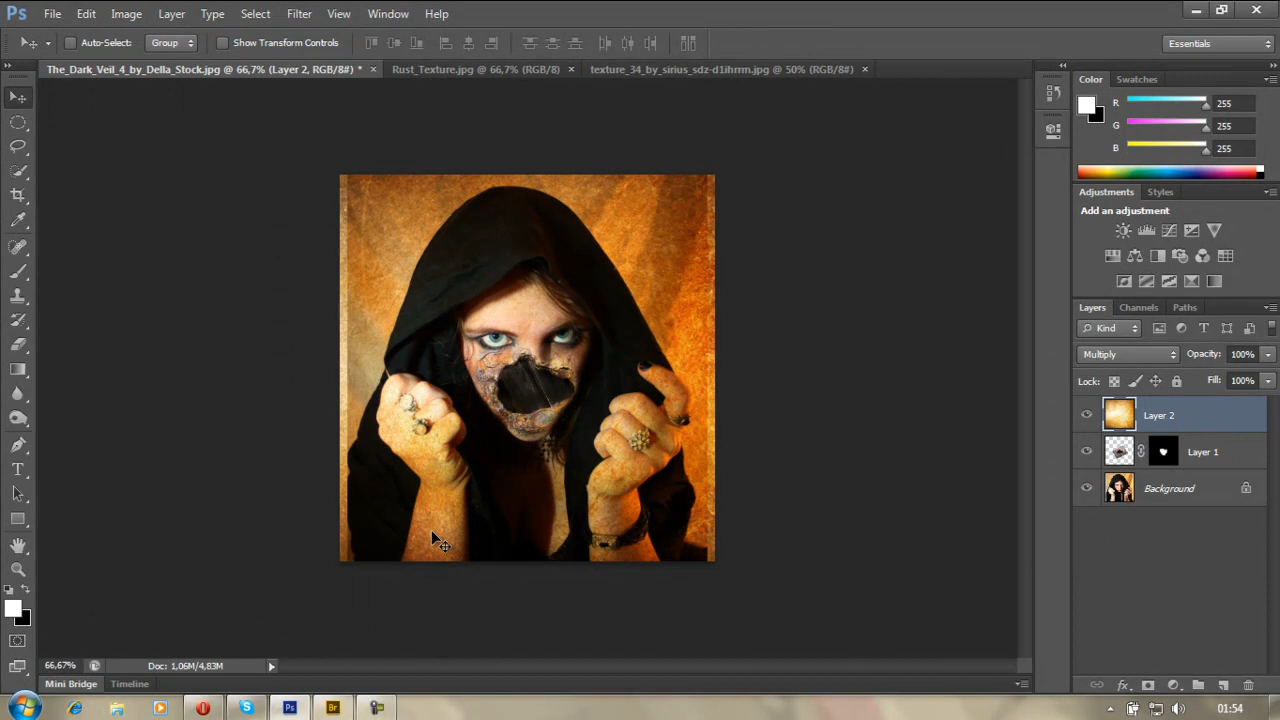 Ps File Edit Image Layer Type Select Filter View Window Help
Auto-Select: Group Show Transform Controls Essentials
The_Dark_Veil_4_by_Della_Stock.jpg @ 66,7% (Layer 2, RGB/8#) * × Rust_Texture.jpg @ 66,7% (RGB/8) × texture_34_by_sirius_sdz-d1ihrrm.jpg @ 50% (RGB/8#) ×
Color Swatches
R 255
G 255
B 255
Adjustments Styles
Add an adjustment
Layers Channels Paths
Kind
Multiply Opacity: 100%
Lock: Fill: 100%
Layer 2
Layer 1
Background
66,67% Doc: 1,06M/4,83M
Mini Bridge Timeline
Ps Br 01:54